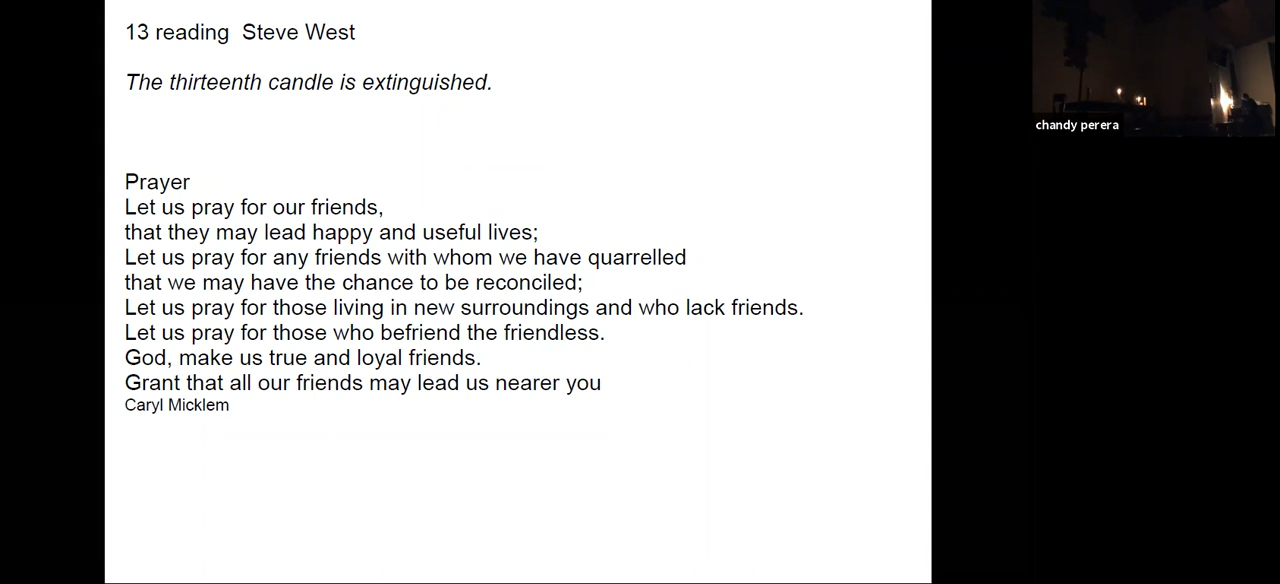 13 reading  Steve West
The thirteenth candle is extinguished.
Prayer
Let us pray for our friends,
that they may lead happy and useful lives;
Let us pray for any friends with whom we have quarrelled
that we may have the chance to be reconciled;
Let us pray for those living in new surroundings and who lack friends.
Let us pray for those who befriend the friendless.
God, make us true and loyal friends.
Grant that all our friends may lead us nearer you
Caryl Micklem
chandy perera